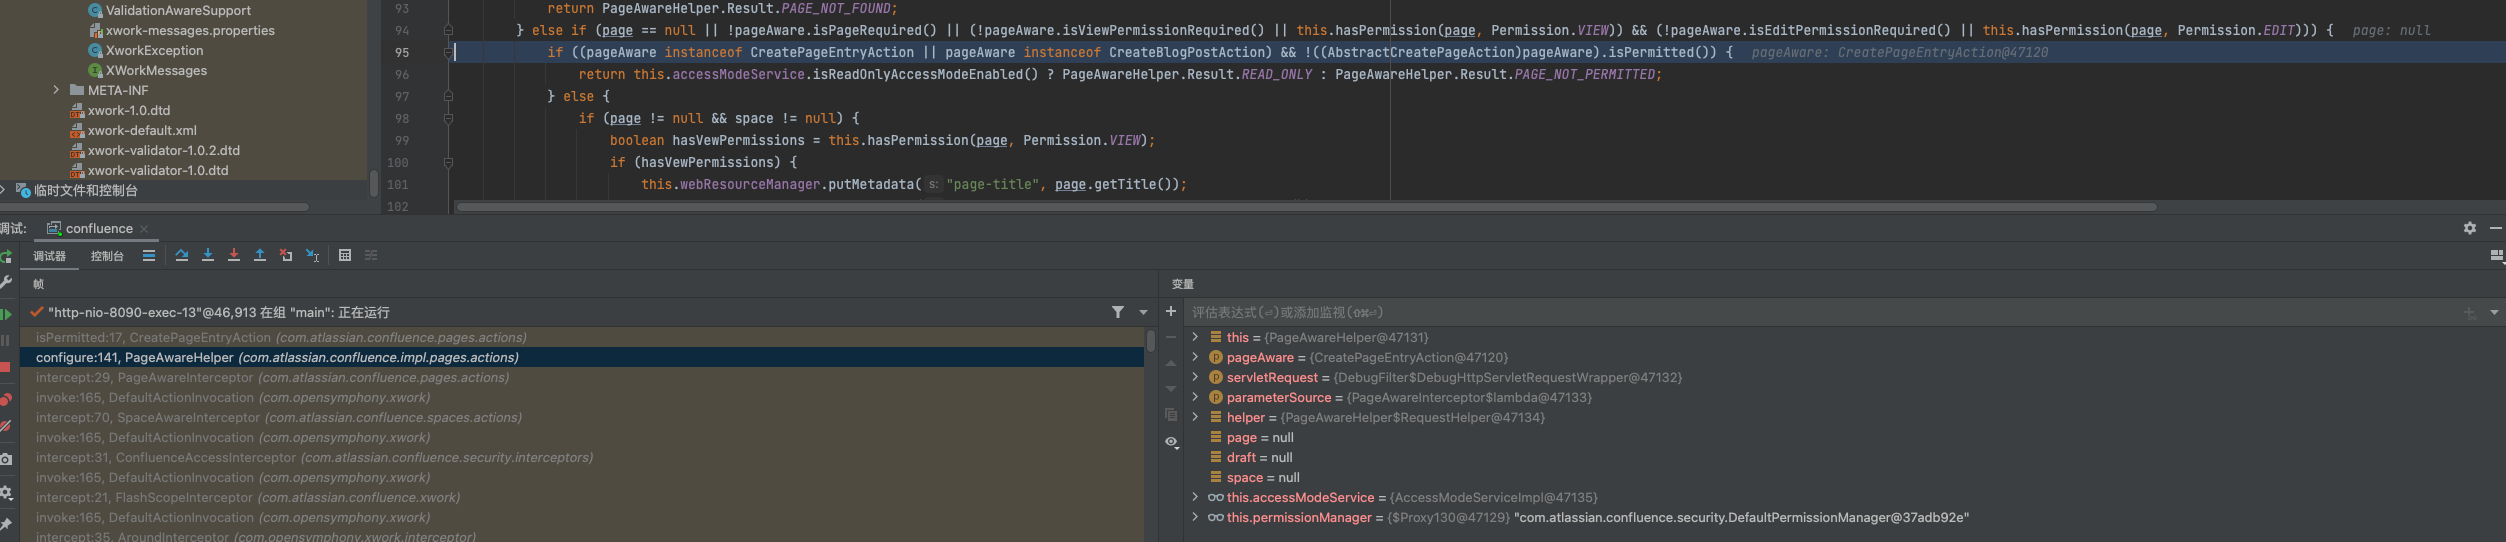 ValidationAwareSupport
xwork-messages.properties
XworkException
XWorkMessages
META-INF
xwork-1.0.dtd
xwork-default.xml
xwork-validator-1.0.2.dtd
xwork-validator-1.0.dtd
临时文件和控制台
93 return PageAwareHelper.Result.PAGE_NOT_FOUND;
94 } else if (page == null || !pageAware.isPageRequired() || (!pageAware.isViewPermissionRequired() || this.hasPermission(page, Permission.VIEW)) && (!pageAware.isEditPermissionRequired() || this.hasPermission(page, Permission.EDIT))) { page: null
95 if ((pageAware instanceof CreatePageEntryAction || pageAware instanceof CreateBlogPostAction) && !((AbstractCreatePageAction)pageAware).isPermitted()) { pageAware: CreatePageEntryAction@47120
96 return this.accessModeService.isReadOnlyAccessModeEnabled() ? PageAwareHelper.Result.READ_ONLY : PageAwareHelper.Result.PAGE_NOT_PERMITTED;
97 } else {
98 if (page != null && space != null) {
99 boolean hasVewPermissions = this.hasPermission(page, Permission.VIEW);
100 if (hasVewPermissions) {
101 this.webResourceManager.putMetadata( s: "page-title", page.getTitle());
102
调试: confluence
调试器 控制台
帧
"http-nio-8090-exec-13"@46,913 在组 "main": 正在运行
isPermitted:17, CreatePageEntryAction (com.atlassian.confluence.pages.actions)
configure:141, PageAwareHelper (com.atlassian.confluence.impl.pages.actions)
intercept:29, PageAwareInterceptor (com.atlassian.confluence.pages.actions)
invoke:165, DefaultActionInvocation (com.opensymphony.xwork)
intercept:70, SpaceAwareInterceptor (com.atlassian.confluence.spaces.actions)
invoke:165, DefaultActionInvocation (com.opensymphony.xwork)
intercept:31, ConfluenceAccessInterceptor (com.atlassian.confluence.security.interceptors)
invoke:165, DefaultActionInvocation (com.opensymphony.xwork)
intercept:21, FlashScopeInterceptor (com.atlassian.confluence.xwork)
invoke:165, DefaultActionInvocation (com.opensymphony.xwork)
intercept:35, AroundInterceptor (com.opensymphony.xwork.interceptor)
变量
评估表达式(⏎)或添加监视(⇧⌘⏎)
this = {PageAwareHelper@47131}
pageAware = {CreatePageEntryAction@47120}
servletRequest = {DebugFilter$DebugHttpServletRequestWrapper@47132}
parameterSource = {PageAwareInterceptor$lambda@47133}
helper = {PageAwareHelper$RequestHelper@47134}
page = null
draft = null
space = null
this.accessModeService = {AccessModeServiceImpl@47135}
this.permissionManager = {$Proxy130@47129} "com.atlassian.confluence.security.DefaultPermissionManager@37adb92e"